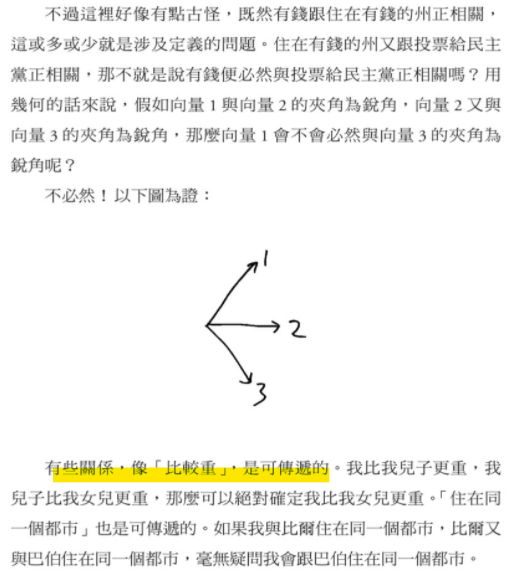 不過這裡好像有點古怪，既然有錢跟住在有錢的州正相關，
這或多或少就是涉及定義的問題。住在有錢的州又跟投票給民主
黨正相關，那不就是說有錢便必然與投票給民主黨正相關嗎？用
幾何的話來說，假如向量 1 與向量 2 的夾角為銳角，向量 2 又與
向量 3 的夾角為銳角，那麼向量 1 會不會必然與向量 3 的夾角為
銳角呢？
不必然！以下圖為證：
1
2
3
有些關係，像「比較重」，是可傳遞的。我比我兒子更重，我
兒子比我女兒更重，那麼可以絕對確定我比我女兒更重。「住在同
一個都市」也是可傳遞的。如果我與比爾住在同一個都市，比爾又
與巴伯住在同一個都市，毫無疑問我會跟巴伯住在同一個都市。